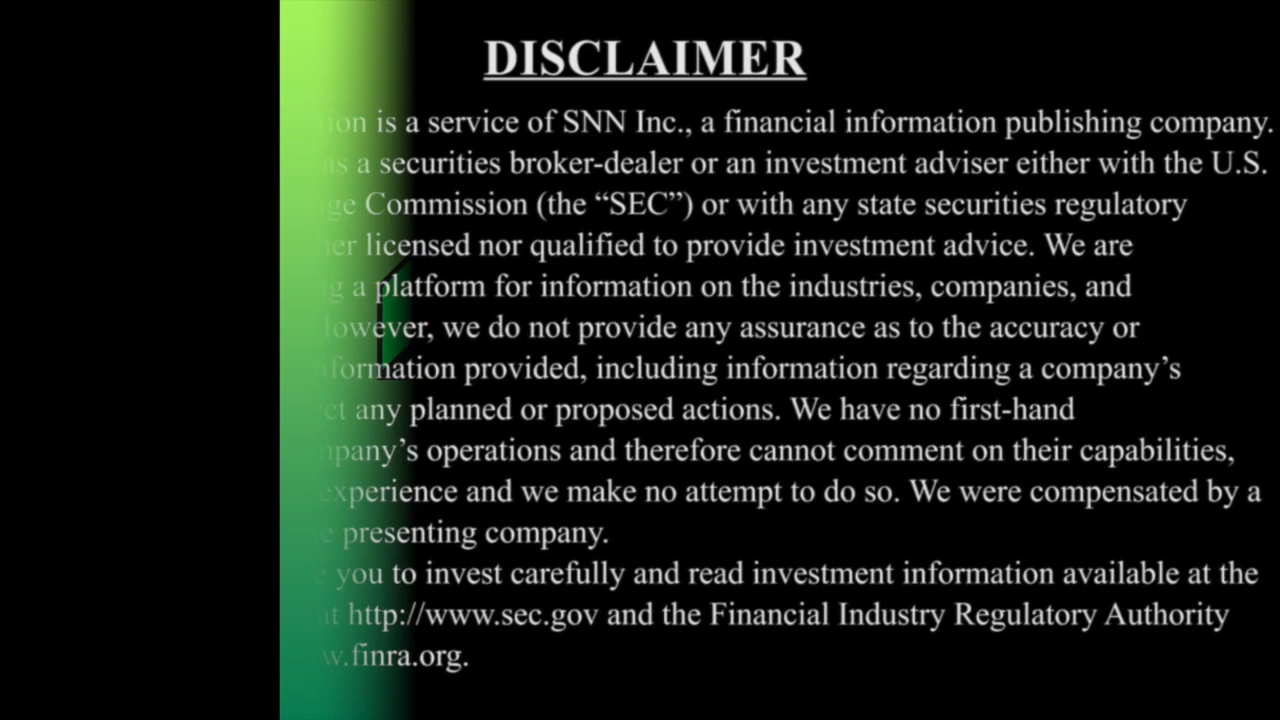 DISCLAIMER
is a service of SNN Inc., a financial information publishing company.
as a securities broker-dealer or an investment adviser either with the U.S.
Commission (the “SEC”) or with any state securities regulatory
licensed nor qualified to provide investment advice. We are
a platform for information on the industries, companies, and
However, we do not provide any assurance as to the accuracy or
information provided, including information regarding a company’s
any planned or proposed actions. We have no first-hand
company’s operations and therefore cannot comment on their capabilities,
experience and we make no attempt to do so. We were compensated by a
presenting company.
you to invest carefully and read investment information available at the
at http://www.sec.gov and the Financial Industry Regulatory Authority
w.finra.org.